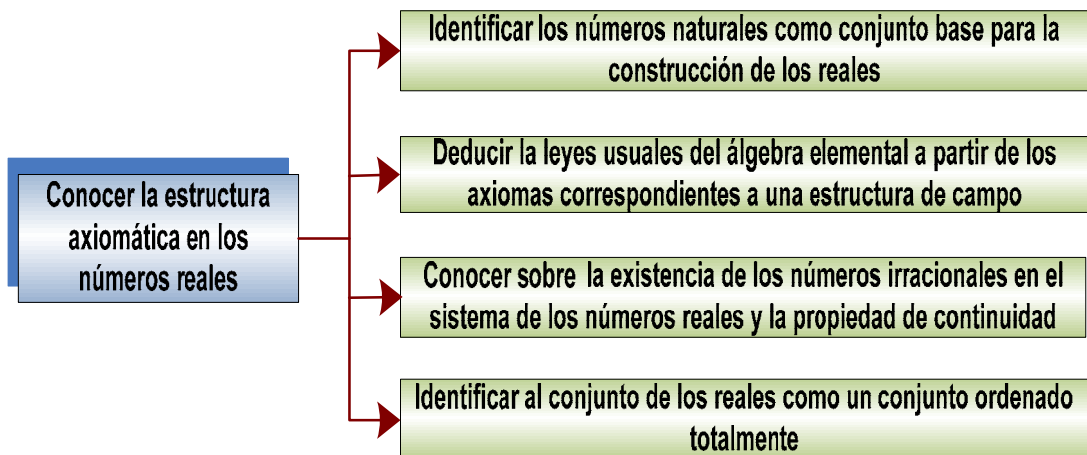 Conocer la estructura
axiomática en los
números reales
Identificar los números naturales como conjunto base para la
construcción de los reales
Deducir la leyes usuales del álgebra elemental a partir de los
axiomas correspondientes a una estructura de campo
Conocer sobre la existencia de los números irracionales en el
sistema de los números reales y la propiedad de continuidad
Identificar al conjunto de los reales como un conjunto ordenado
totalmente